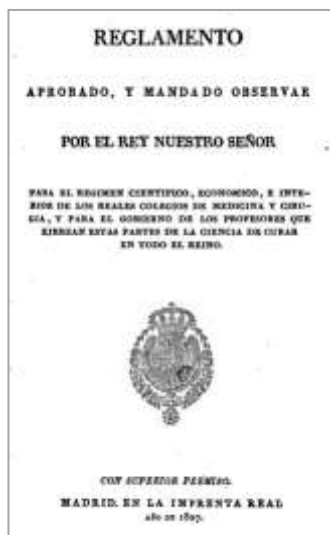 REGLAMENTO
APROBADO, Y MANDADO OBSERVAR
POR EL REY NUESTRO SEÑOR
PARA EL REGIMEN CIENTIFICO, ECONOMICO, E INTE-
RIOR DE LOS REALES COLEGIOS DE MEDICINA Y CIRU-
GIA, Y PARA EL GOBIERNO DE LOS PROFESORES QUE
EJERZAN ESTAS PARTES DE LA CIENCIA DE CURAR
EN TODO EL REINO.
CON SUPERIOR PERMISO.
MADRID, EN LA IMPRENTA REAL
AÑO DE 1827.